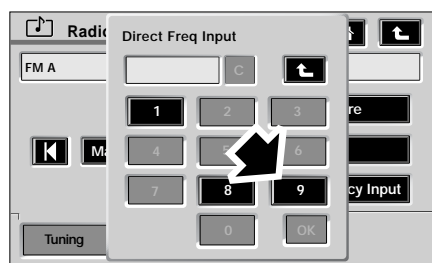 Radio
Direct Freq Input
FM A
C
1 2 3
re
4 5 6
Ma
7 8 9
cy Input
0 OK
Tuning